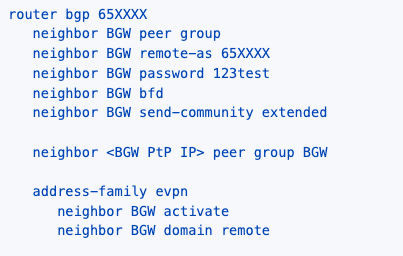 router bgp 65XXXX
neighbor BGW peer group
neighbor BGW remote-as 65XXXX
neighbor BGW password 123test
neighbor BGW bfd
neighbor BGW send-community extended
neighbor <BGW PtP IP> peer group BGW
address-family evpn
neighbor BGW activate
neighbor BGW domain remote